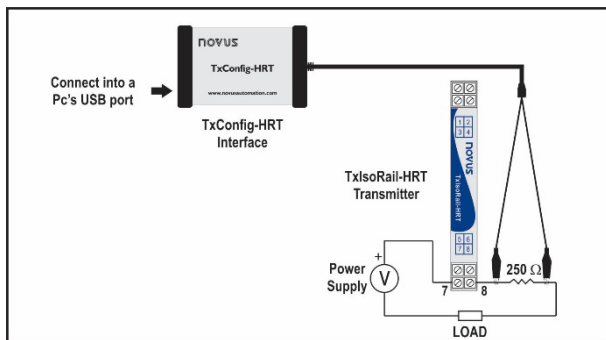 novus
TxConfig-HRT
www.novusautomation.com
Connect into a
Pc's USB port
TxConfig-HRT
Interface
TxIsoRail-HRT
Transmitter
1 2
3 4
novus
TxIsoRail-HRT
5 6
7 8
+
Power
Supply
V
7
8
250 Ω
LOAD